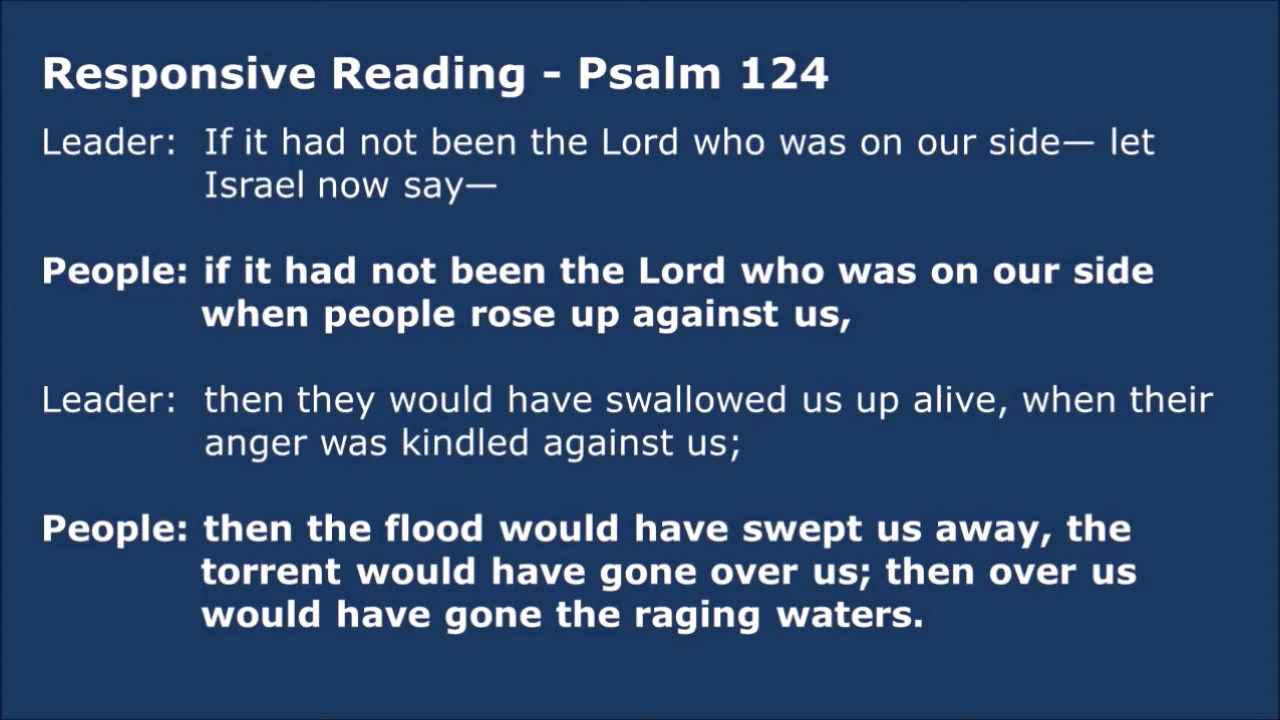 Responsive Reading - Psalm 124
Leader: If it had not been the Lord who was on our side— let
Israel now say—
People: if it had not been the Lord who was on our side
when people rose up against us,
Leader: then they would have swallowed us up alive, when their
anger was kindled against us;
People: then the flood would have swept us away, the
torrent would have gone over us; then over us
would have gone the raging waters.